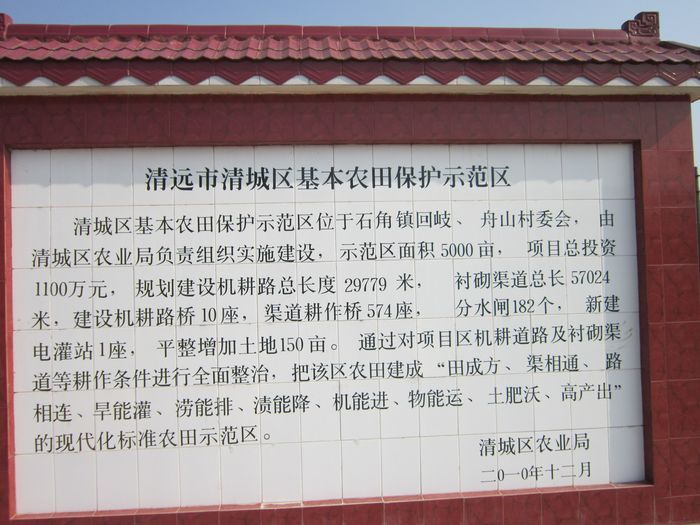 清远市清城区基本农田保护示范区
清城区基本农田保护示范区位于石角镇回岐、舟山村委会，由
清城区农业局负责组织实施建设，示范区面积5000亩，项目总投资
1100万元，规划建设机耕路总长度29779米，衬砌渠道总长57024
米，建设机耕路桥10座，渠道耕作桥574座，分水闸182个，新建
电灌站1座，平整增加土地150亩。通过对项目区机耕道路及衬砌渠
道等耕作条件进行全面整治，把该区农田建成“田成方、渠相通、路
相连、旱能灌、涝能排、渍能降、机能进、物能运、土肥沃、高产出”
的现代化标准农田示范区。
清城区农业局
二0一0年十二月